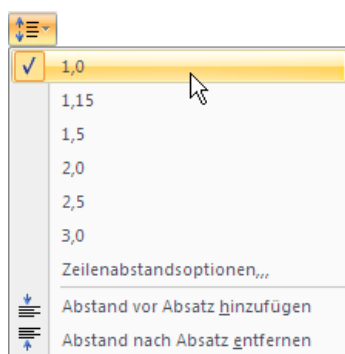 1,0
1,15
1,5
2,0
2,5
3,0
Zeilenabstandsoptionen,,,
Abstand vor Absatz hinzufügen
Abstand nach Absatz entfernen